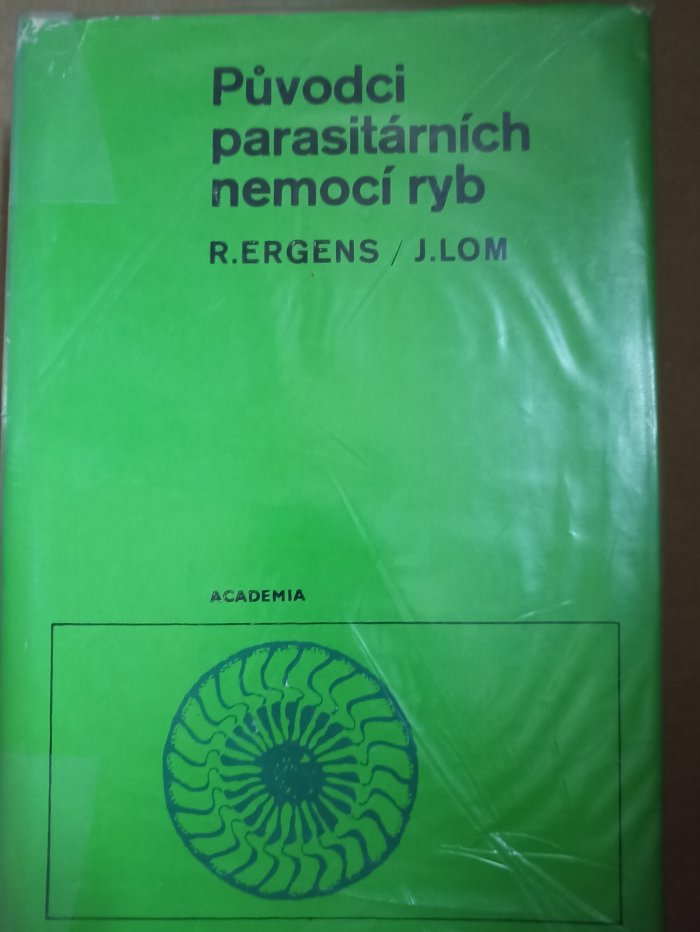 Původci
parasitárních
nemocí ryb
R.ERGENS / J.LOM
ACADEMIA